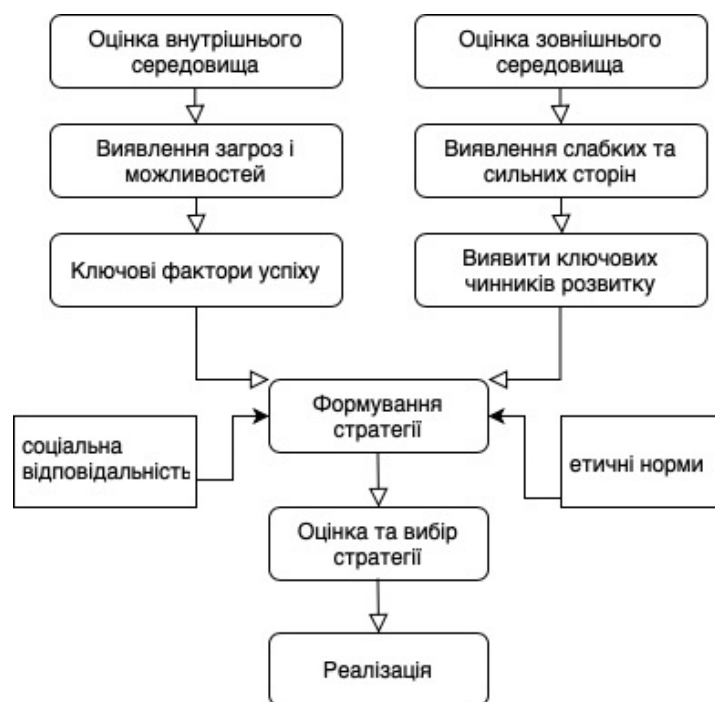 Оцінка внутрішнього
середовища
Оцінка зовнішнього
середовища
Виявлення загроз і
можливостей
Виявлення слабких та
сильних сторін
Ключові фактори успіху
Виявити ключових
чинників розвитку
Формування
стратегії
соціальна
відповідальність
етичні норми
Оцінка та вибір
стратегії
Реалізація